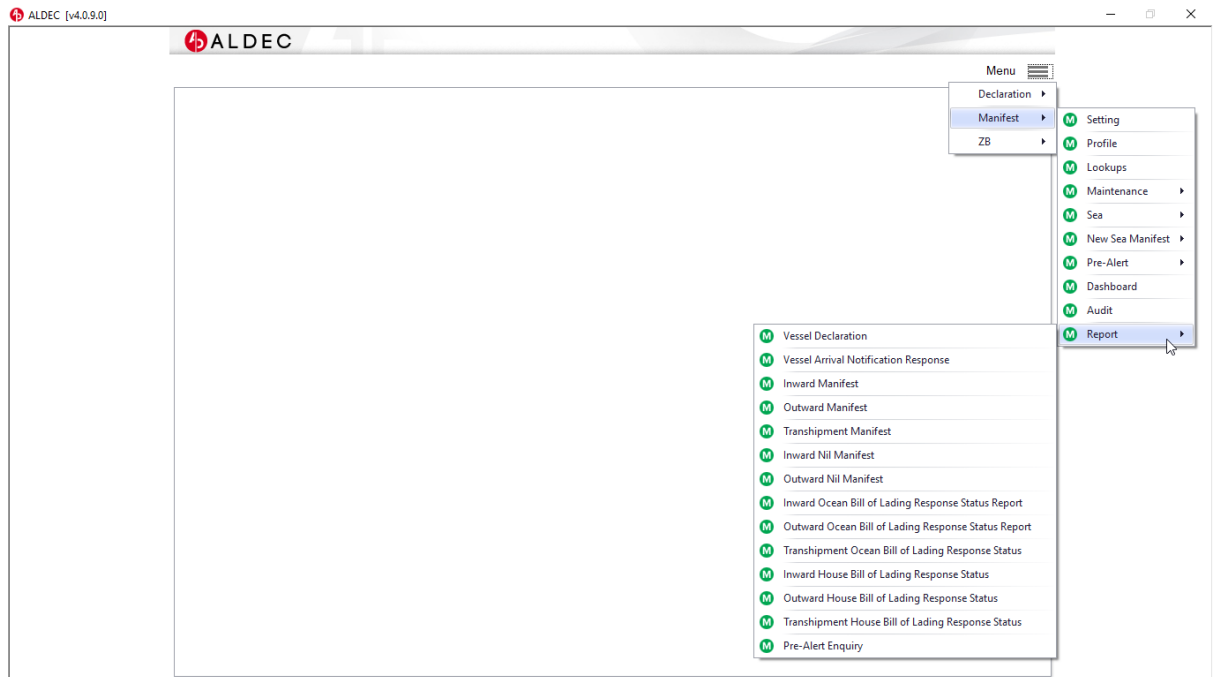 ALDEC [v4.0.9.0]
ALDEC
Menu
Declaration
Manifest
ZB
Setting
Profile
Lookups
Maintenance
Sea
New Sea Manifest
Pre-Alert
Dashboard
Audit
Report
Vessel Declaration
Vessel Arrival Notification Response
Inward Manifest
Outward Manifest
Transhipment Manifest
Inward Nil Manifest
Outward Nil Manifest
Inward Ocean Bill of Lading Response Status Report
Outward Ocean Bill of Lading Response Status Report
Transhipment Ocean Bill of Lading Response Status
Inward House Bill of Lading Response Status
Outward House Bill of Lading Response Status
Transhipment House Bill of Lading Response Status
Pre-Alert Enquiry